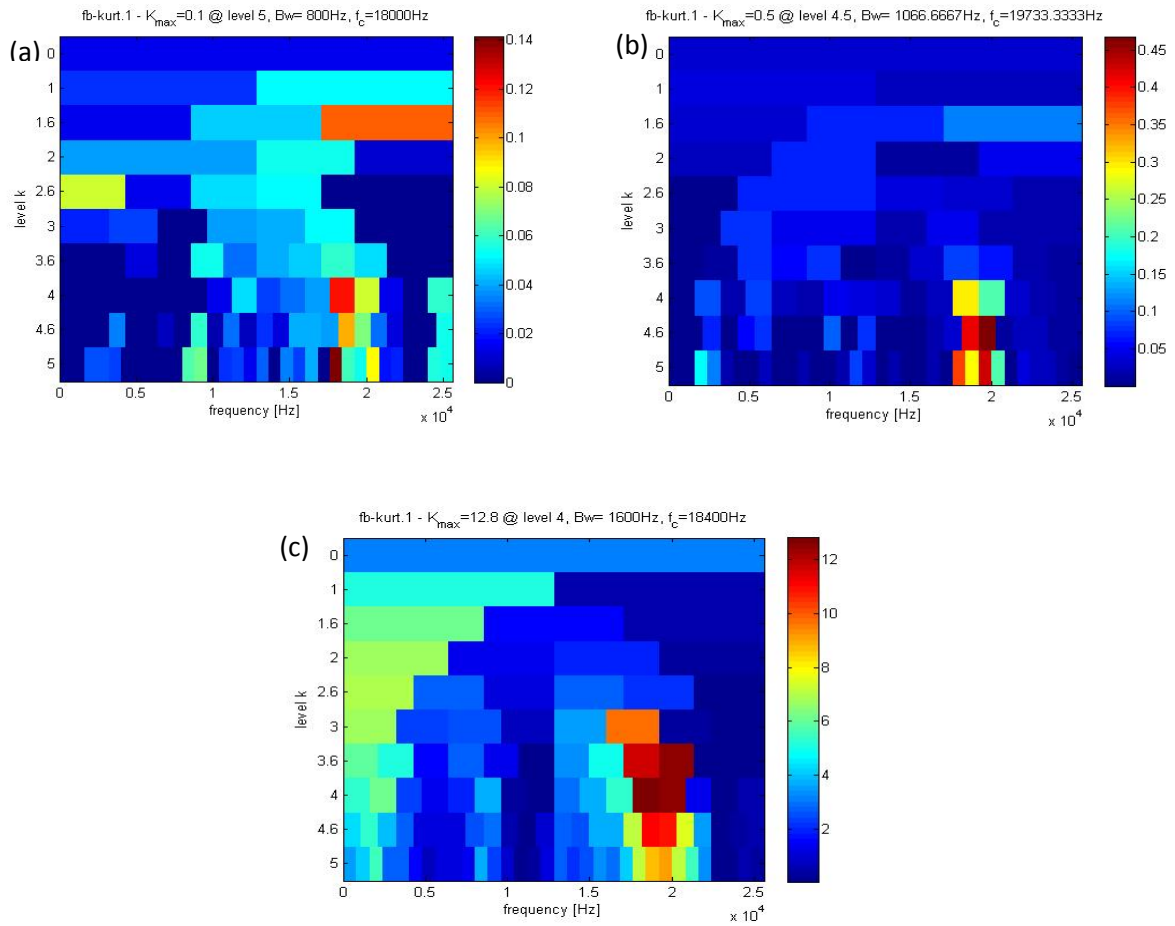 fb-kurt.1 - K_max=0.1 @ level 5, Bw= 800Hz, f_c=18000Hz
(a)
level k
0
1
1.6
2
2.6
3
3.6
4
4.6
5
0 0.5 1 1.5 2 2.5
frequency [Hz]
x 10^4
0.14
0.12
0.1
0.08
0.06
0.04
0.02
0
fb-kurt.1 - K_max=0.5 @ level 4.5, Bw= 1066.6667Hz, f_c=19733.3333Hz
(b)
level k
0
1
1.6
2
2.6
3
3.6
4
4.6
5
0 0.5 1 1.5 2 2.5
frequency [Hz]
x 10^4
0.45
0.4
0.35
0.3
0.25
0.2
0.15
0.1
0.05
fb-kurt.1 - K_max=12.8 @ level 4, Bw= 1600Hz, f_c=18400Hz
(c)
level k
0
1
1.6
2
2.6
3
3.6
4
4.6
5
0 0.5 1 1.5 2 2.5
frequency [Hz]
x 10^4
12
10
8
6
4
2